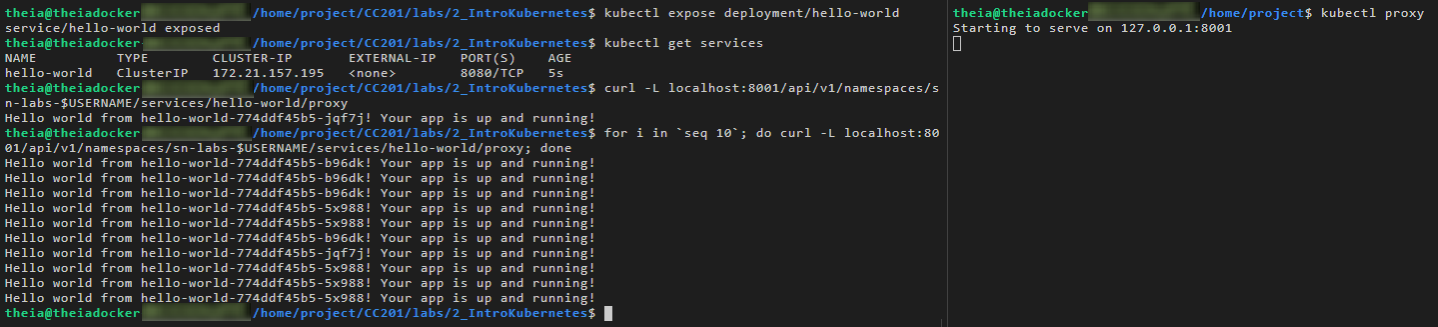 theia@theiadocker /home/project/CC201/labs/2_IntroKubernetes$ kubectl expose deployment/hello-world
service/hello-world exposed
theia@theiadocker /home/project/CC201/labs/2_IntroKubernetes$ kubectl get services
NAME TYPE CLUSTER-IP EXTERNAL-IP PORT(S) AGE
hello-world ClusterIP 172.21.157.195 <none> 8080/TCP 5s
theia@theiadocker /home/project/CC201/labs/2_IntroKubernetes$ curl -L localhost:8001/api/v1/namespaces/s
n-labs-$USERNAME/services/hello-world/proxy
Hello world from hello-world-774ddf45b5-jqf7j! Your app is up and running!
theia@theiadocker /home/project/CC201/labs/2_IntroKubernetes$ for i in `seq 10`; do curl -L localhost:80
01/api/v1/namespaces/sn-labs-$USERNAME/services/hello-world/proxy; done
Hello world from hello-world-774ddf45b5-b96dk! Your app is up and running!
Hello world from hello-world-774ddf45b5-b96dk! Your app is up and running!
Hello world from hello-world-774ddf45b5-b96dk! Your app is up and running!
Hello world from hello-world-774ddf45b5-5x988! Your app is up and running!
Hello world from hello-world-774ddf45b5-5x988! Your app is up and running!
Hello world from hello-world-774ddf45b5-b96dk! Your app is up and running!
Hello world from hello-world-774ddf45b5-jqf7j! Your app is up and running!
Hello world from hello-world-774ddf45b5-5x988! Your app is up and running!
Hello world from hello-world-774ddf45b5-5x988! Your app is up and running!
Hello world from hello-world-774ddf45b5-5x988! Your app is up and running!
theia@theiadocker /home/project/CC201/labs/2_IntroKubernetes$
theia@theiadocker /home/project$ kubectl proxy
Starting to serve on 127.0.0.1:8001